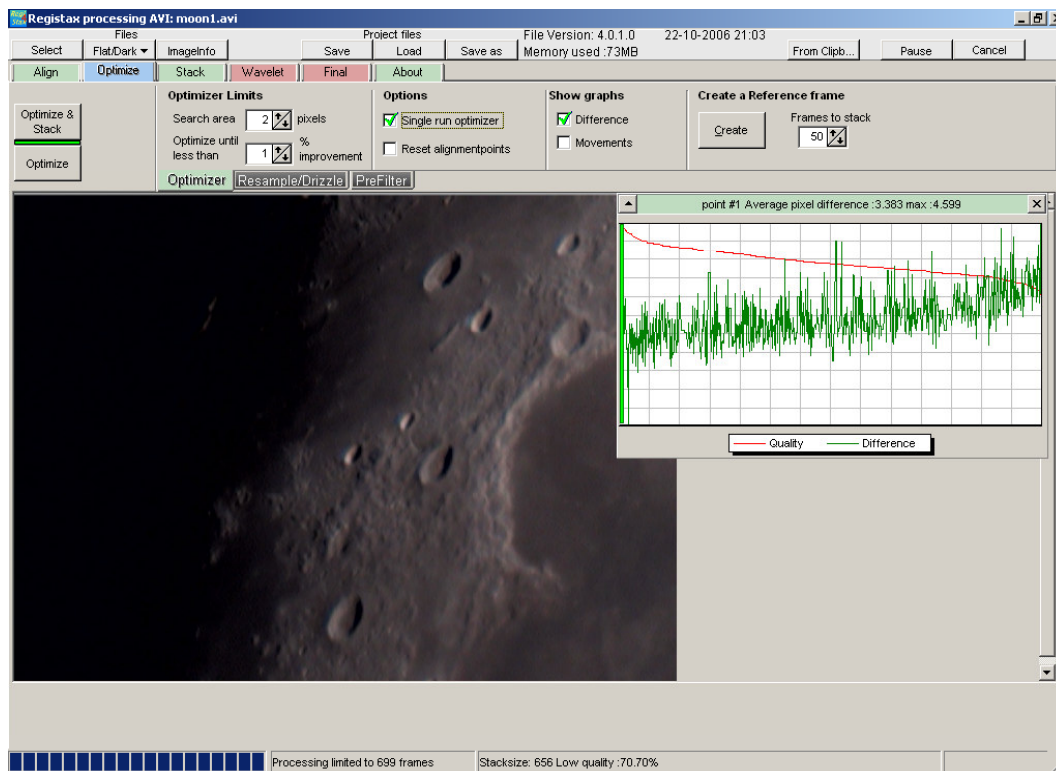 Registax processing AVI: moon1.avi
Files
Project files
File Version: 4.0.1.0
22-10-2006 21:03
Select
Flat/Dark
ImageInfo
Save
Load
Save as
Memory used :73MB
From Clipb...
Pause
Cancel
Align
Optimize
Stack
Wavelet
Final
About
Optimize & Stack
Optimize
Optimizer Limits
Search area 2 pixels
Optimize until less than 1 % improvement
Options
Single run optimizer
Reset alignmentpoints
Show graphs
Difference
Movements
Create a Reference frame
Create
Frames to stack
50
Optimizer
Resample/Drizzle
PreFilter
point #1 Average pixel difference :3.383 max :4.599
Quality
Difference
Processing limited to 699 frames
Stacksize: 656 Low quality :70.70%